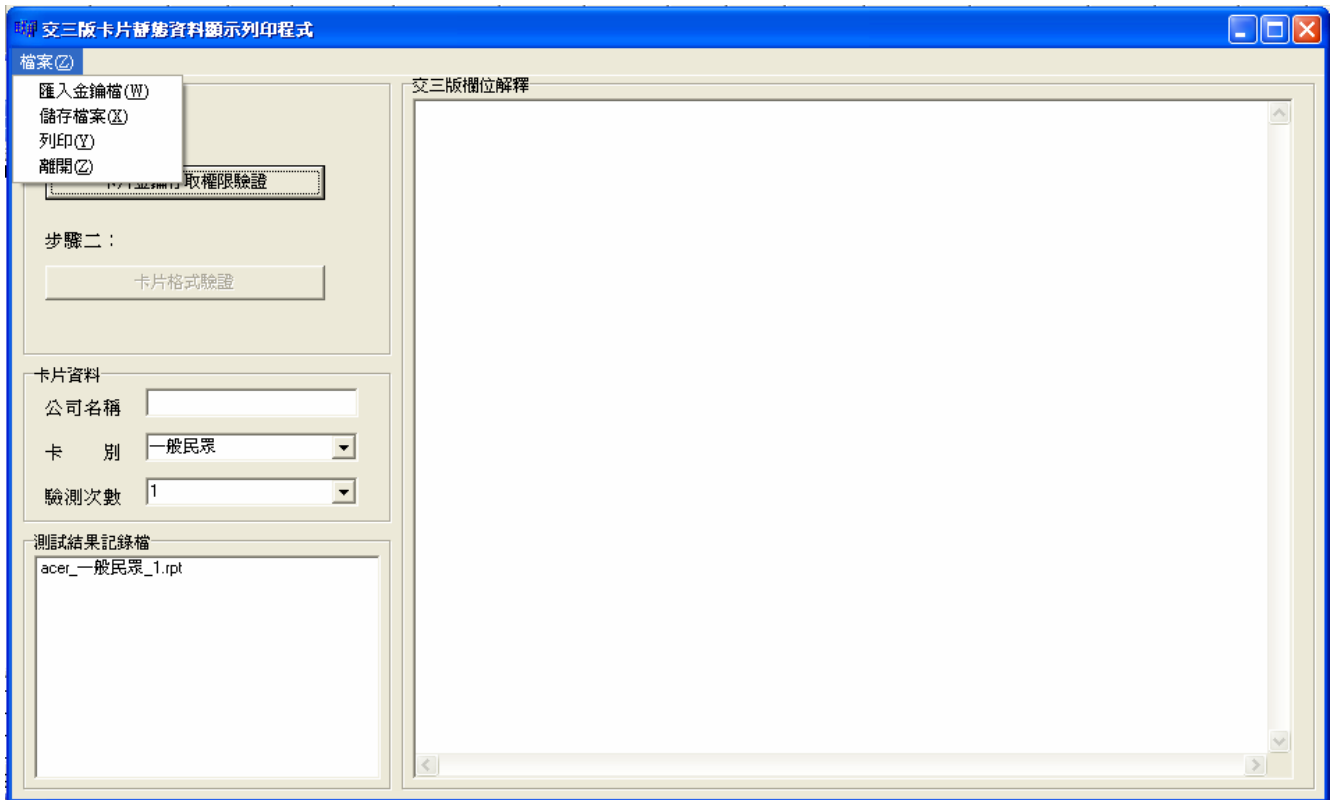 交三版卡片靜態資料顯示列印程式
檔案(Z)
匯入金鑰檔(W)
儲存檔案(X)
列印(Y)
離開(Z)
取權限驗證
步驟二：
卡片格式驗證
卡片資料
公司名稱
卡 別 一般民眾
驗測次數 1
測試結果記錄檔
acer_一般民眾_1.rpt
交三版欄位解釋